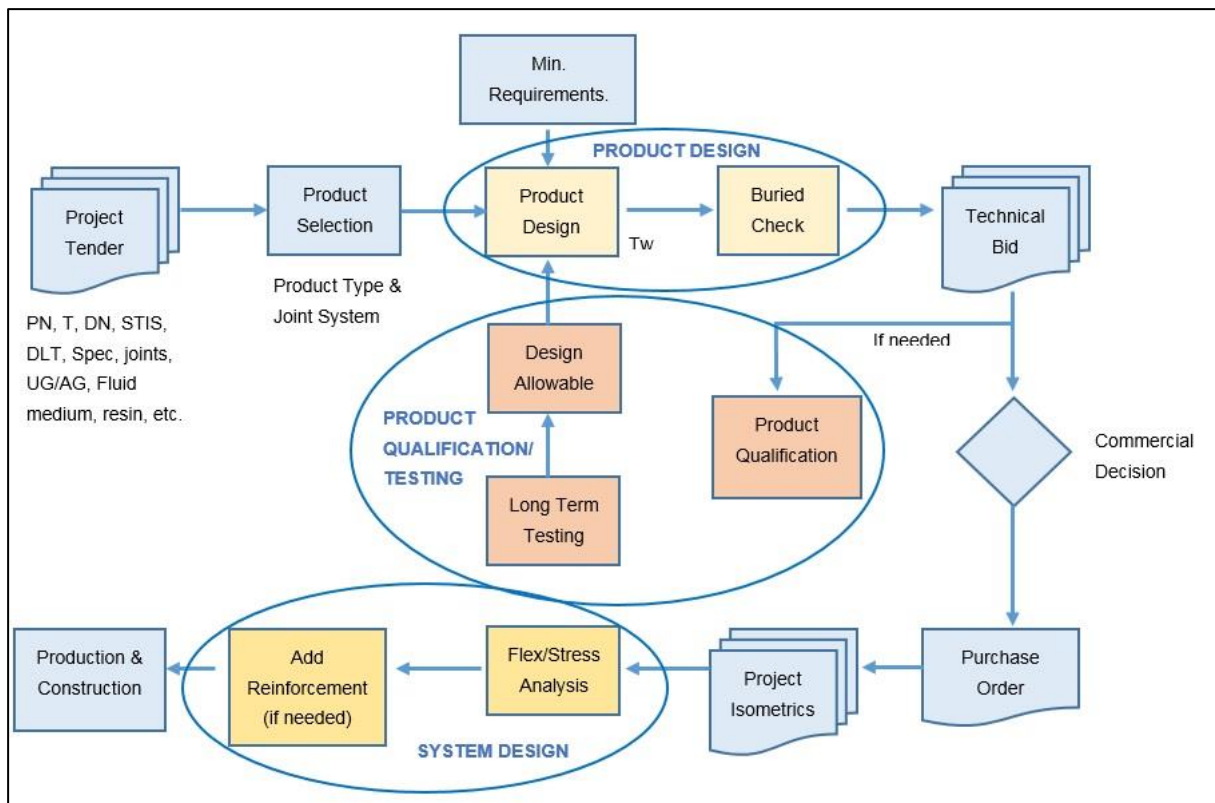 Min.
Requirements.
PRODUCT DESIGN
Project
Tender
Product
Selection
Product
Design
Tw
Buried
Check
Technical
Bid
PN, T, DN, STIS,
DLT, Spec, joints,
UG/AG, Fluid
medium, resin, etc.
Product Type &
Joint System
If needed
Design
Allowable
PRODUCT
QUALIFICATION/
TESTING
Product
Qualification
Long Term
Testing
Commercial
Decision
Production &
Construction
Add
Reinforcement
(if needed)
Flex/Stress
Analysis
SYSTEM DESIGN
Project
Isometrics
Purchase
Order